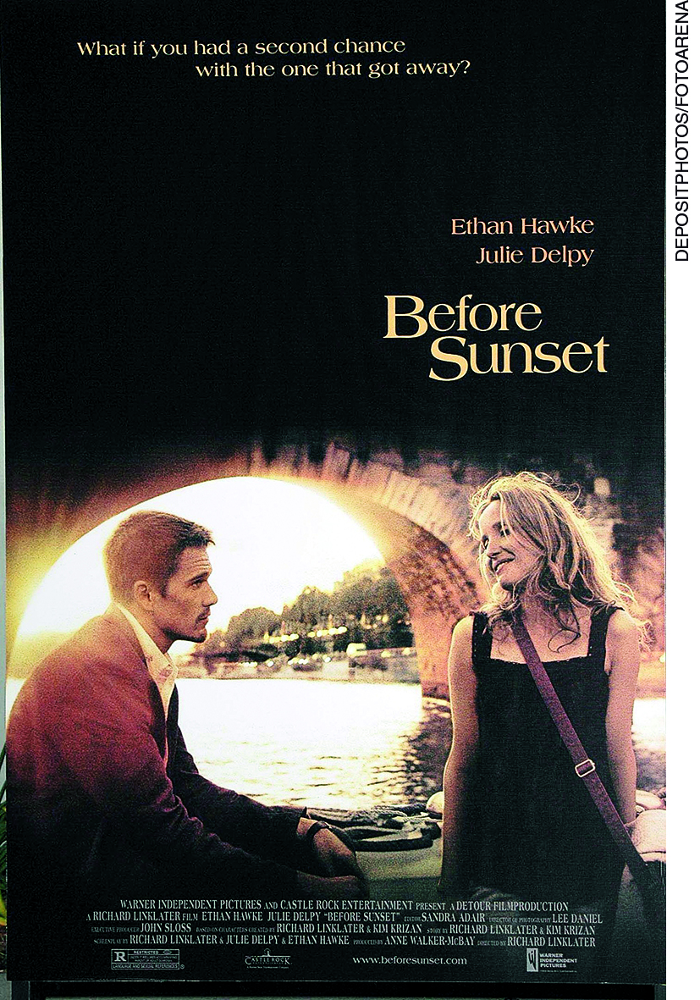 What if you had a second chance
with the one that got away?
DEPOSITPHOTOS/FOTOARENA
Ethan Hawke
Julie Delpy
Before
Sunset
WARNER INDEPENDENT PICTURES AND CASTLE ROCK ENTERTAINMENT PRESENT A DETOUR FILMPRODUCTION
A RICHARD LINKLATER FILM ETHAN HAWKE JULIE DELPY "BEFORE SUNSET" EDITOR SANDRA ADAIR DIRECTOR OF PHOTOGRAPHY LEE DANIEL
EXECUTIVE PRODUCER JOHN SLOSS BASED ON CHARACTERS CREATED BY RICHARD LINKLATER & KIM KRIZAN STORY BY RICHARD LINKLATER & KIM KRIZAN
SCREENPLAY BY RICHARD LINKLATER & JULIE DELPY & ETHAN HAWKE PRODUCED BY ANNE WALKER-McBAY DIRECTED BY RICHARD LINKLATER
R RESTRICTED
LANGUAGE AND SEXUAL REFERENCES
CASTLE ROCK
www.beforesunset.com
WARNER
INDEPENDENT
PICTURES